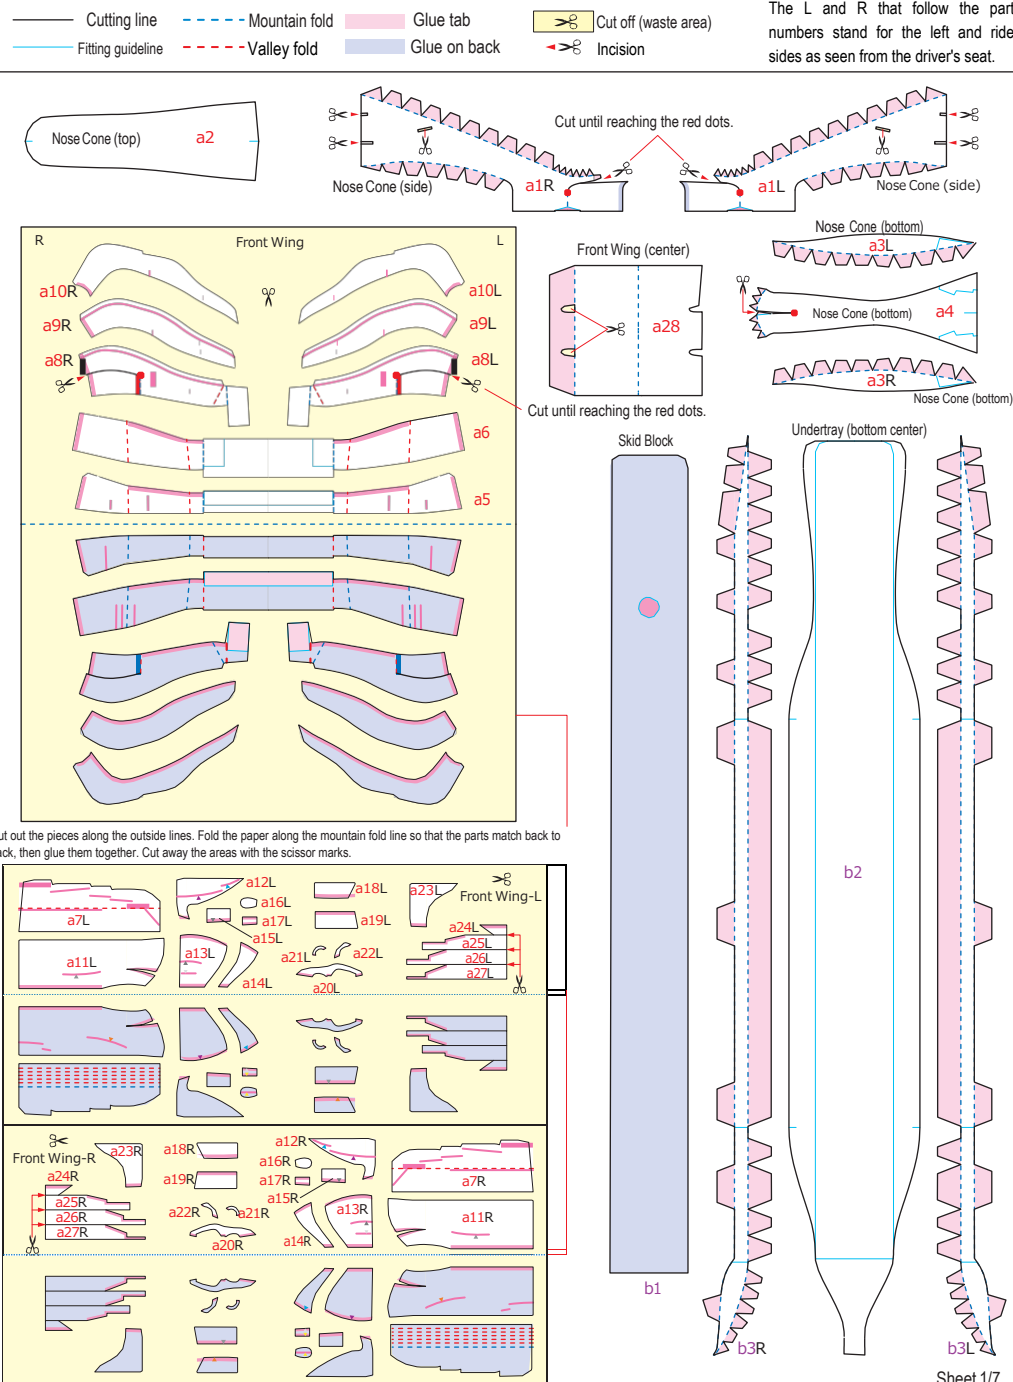 Cutting line
Mountain fold
Glue tab
Cut off (waste area)
Fitting guideline
Valley fold
Glue on back
Incision
The L and R that follow the part
numbers stand for the left and ride
sides as seen from the driver's seat.
Nose Cone (top)
a2
Cut until reaching the red dots.
a1R
a1L
Nose Cone (side)
Nose Cone (side)
R
Front Wing
L
a10R
a10L
a9R
a9L
a8R
a8L
Cut until reaching the red dots.
a6
a5
Front Wing (center)
a28
Nose Cone (bottom)
a3L
Nose Cone (bottom)
a4
a3R
Nose Cone (bottom)
Skid Block
Undertray (bottom center)
b2
b1
b3R
b3L
ut out the pieces along the outside lines. Fold the paper along the mountain fold line so that the parts match back to
ack, then glue them together. Cut away the areas with the scissor marks.
a7L
a12L
a16L
a17L
a15L
a18L
a19L
a23L
Front Wing-L
a24L
a25L
a26L
a27L
a11L
a13L
a14L
a21L
a22L
a20L
Front Wing-R
a23R
a24R
a25R
a26R
a27R
a18R
a19R
a22R
a21R
a20R
a12R
a16R
a17R
a15R
a13R
a14R
a7R
a11R
Sheet 1/7